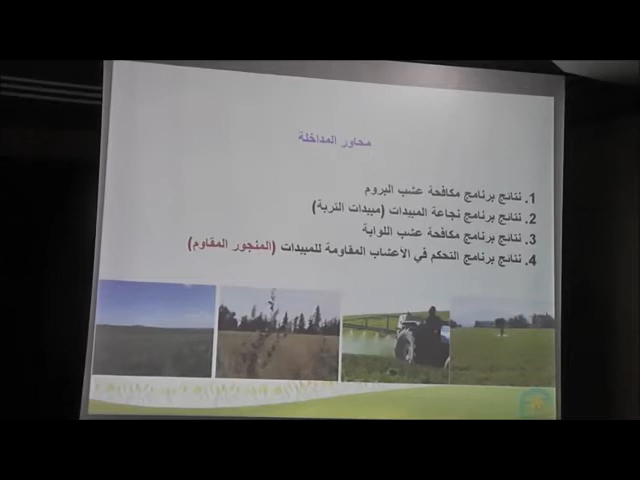 محاور المداخلة
1. نتائج برنامج مكافحة عشب البروم
2. نتائج برنامج نجاعة المبيدات (مبيدات التربة)
3. نتائج برنامج مكافحة عشب اللواية
4. نتائج برنامج التحكم في الأعشاب المقاومة للمبيدات (المنجور المقاوم)